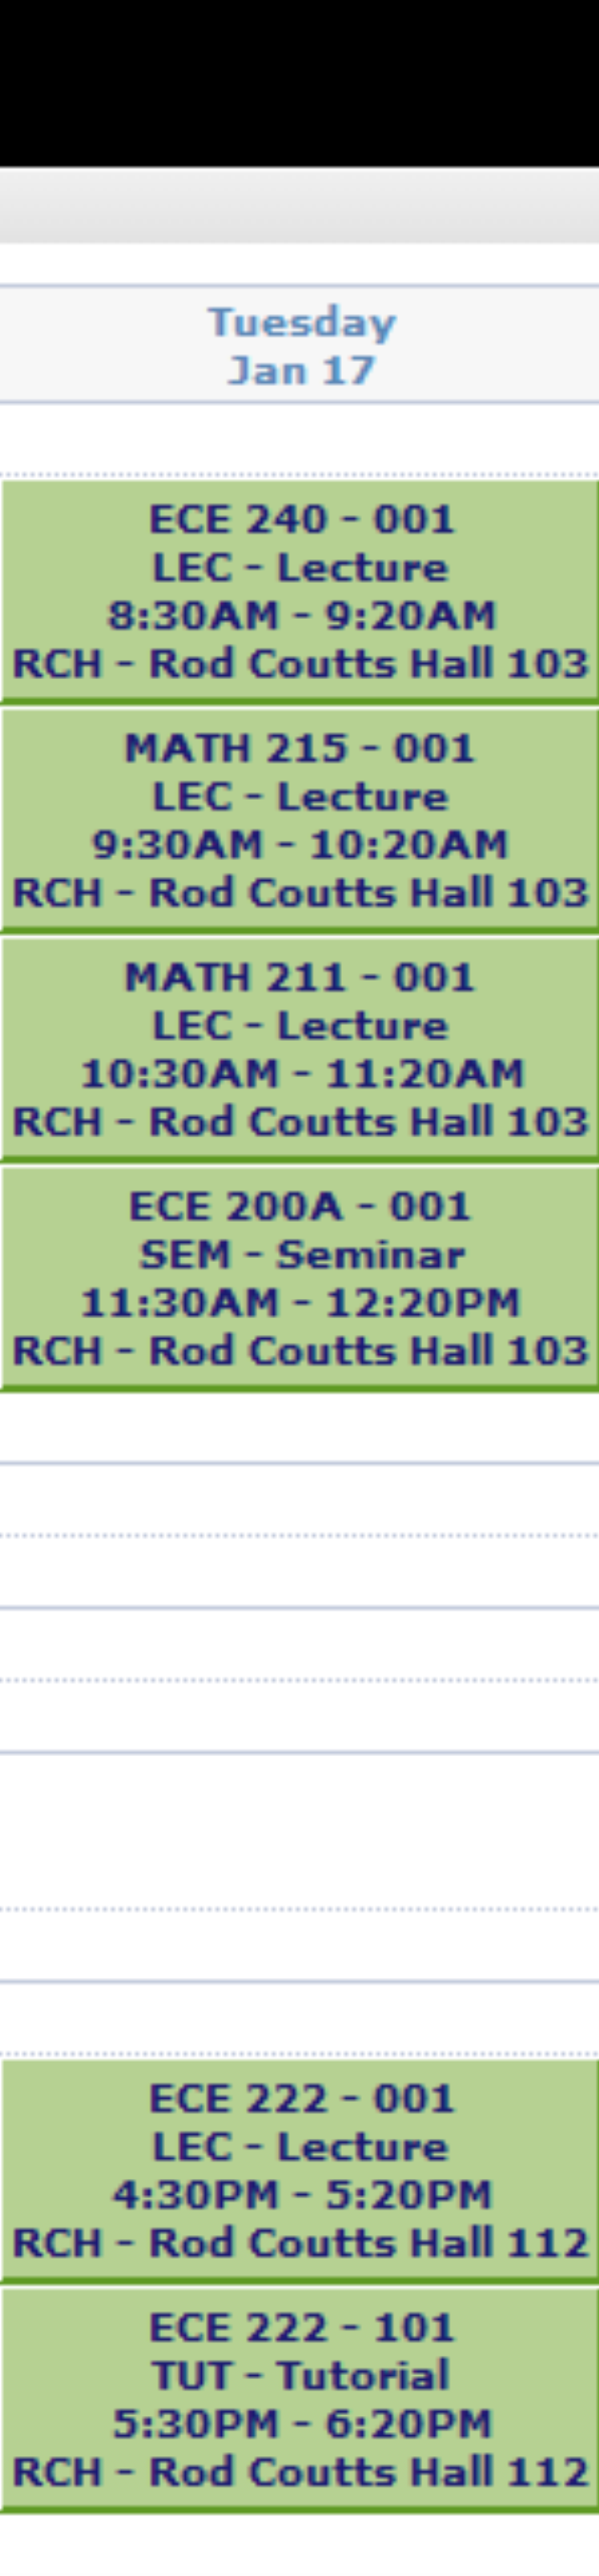 Tuesday
Jan 17
ECE 240 - 001
LEC - Lecture
8:30AM - 9:20AM
RCH - Rod Coutts Hall 103
MATH 215 - 001
LEC - Lecture
9:30AM - 10:20AM
RCH - Rod Coutts Hall 103
MATH 211 - 001
LEC - Lecture
10:30AM - 11:20AM
RCH - Rod Coutts Hall 103
ECE 200A - 001
SEM - Seminar
11:30AM - 12:20PM
RCH - Rod Coutts Hall 103
ECE 222 - 001
LEC - Lecture
4:30PM - 5:20PM
RCH - Rod Coutts Hall 112
ECE 222 - 101
TUT - Tutorial
5:30PM - 6:20PM
RCH - Rod Coutts Hall 112